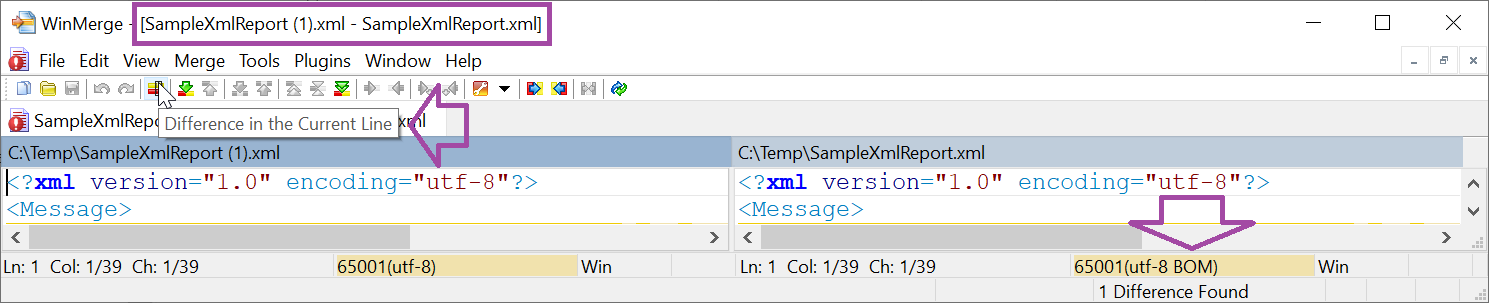 WinMerge - [SampleXmlReport (1).xml - SampleXmlReport.xml]
File Edit View Merge Tools Plugins Window Help
SampleXmlRepo
xml
Difference in the Current Line
C:\Temp\SampleXmlReport (1).xml
C:\Temp\SampleXmlReport.xml
<?xml version="1.0" encoding="utf-8"?>
<Message>
<?xml version="1.0" encoding="utf-8"?>
<Message>
Ln: 1 Col: 1/39 Ch: 1/39 65001(utf-8) Win
Ln: 1 Col: 1/39 Ch: 1/39 65001(utf-8 BOM) Win
1 Difference Found